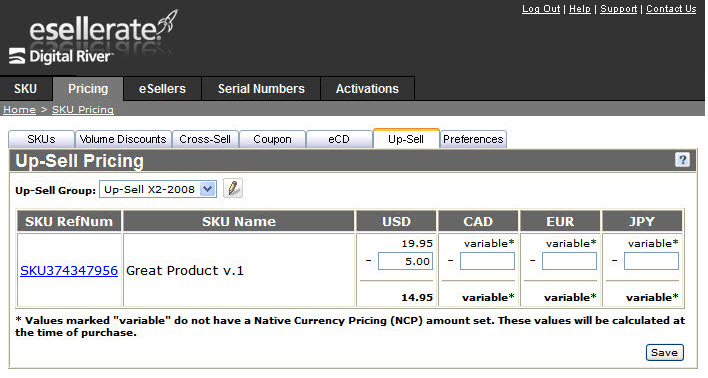 Log Out | Help | Support | Contact Us
esellerate.
Digital River
SKU Pricing eSellers Serial Numbers Activations
Home > SKU Pricing
SKUs Volume Discounts Cross-Sell Coupon eCD Up-Sell Preferences
Up-Sell Pricing ?
Up-Sell Group: Up-Sell X2-2008
SKU RefNum SKU Name USD CAD EUR JPY
19.95 variable* variable* variable*
- 5.00 - - -
SKU374347956 Great Product v.1
14.95 variable* variable* variable*
* Values marked "variable" do not have a Native Currency Pricing (NCP) amount set. These values will be calculated at
the time of purchase.
Save